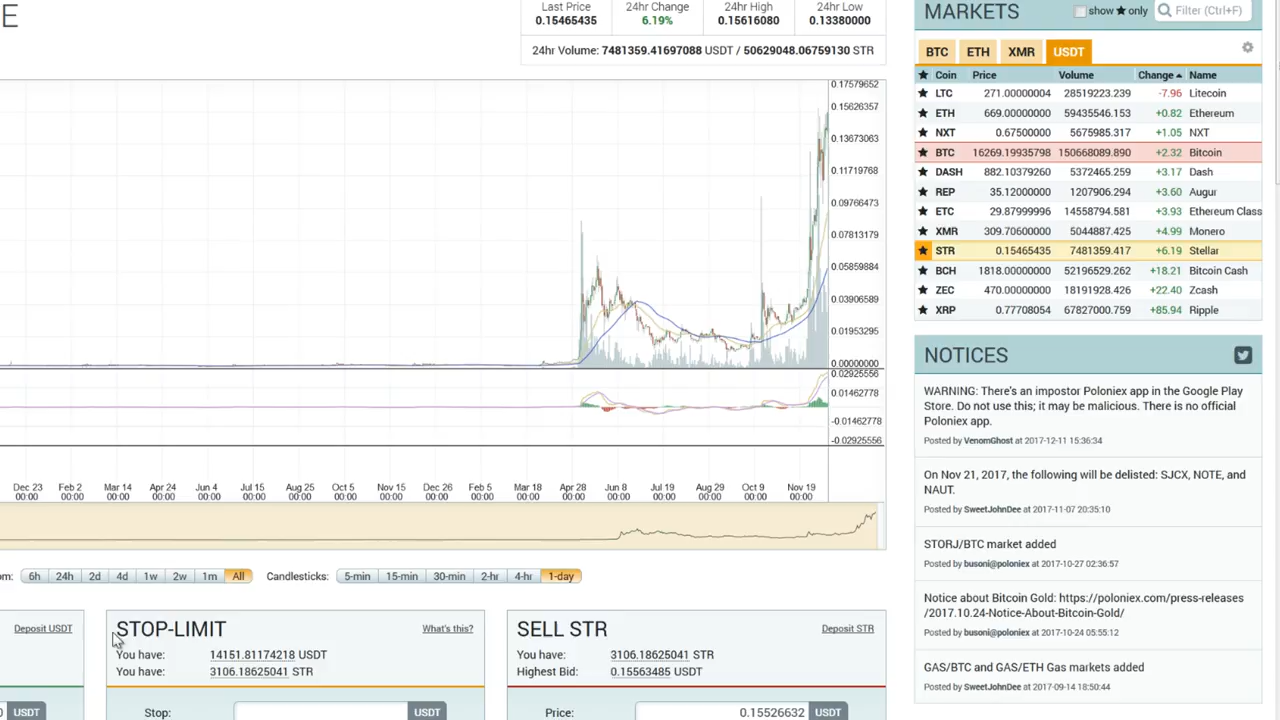 E
Last Price 24hr Change 24hr High 24hr Low
0.15465435 6.19% 0.15616080 0.13380000
24hr Volume: 7481359.41697088 USDT / 50629048.06759130 STR
0.17579652
0.15626357
0.13673063
0.11719768
0.09766473
0.07813179
0.05859884
0.03906589
0.01953295
0.00000000
0.02925556
0.01462778
-0.01462778
-0.02925556
Dec 23 Feb 2 Mar 14 Apr 24 Jun 4 Jul 15 Aug 25 Oct 5 Nov 15 Dec 26 Feb 5 Mar 18 Apr 28 Jun 8 Jul 19 Aug 29 Oct 9 Nov 19
00:00 00:00 00:00 00:00 00:00 00:00 00:00 00:00 00:00 00:00 00:00 00:00 00:00 00:00 00:00 00:00 00:00 00:00
om: 6h 24h 2d 4d 1w 2w 1m All Candlesticks: 5-min 15-min 30-min 2-hr 4-hr 1-day
Deposit USDT
0 USDT
STOP-LIMIT What's this?
You have: 14151.81174218 USDT
You have: 3106.18625041 STR
Stop: USDT
SELL STR Deposit STR
You have: 3106.18625041 STR
Highest Bid: 0.15563485 USDT
Price: 0.15526632 USDT
MARKETS show ★ only Filter (Ctrl+F)
BTC ETH XMR USDT
★ Coin Price Volume Change Name
★ LTC 271.00000004 28519223.239 -7.96 Litecoin
★ ETH 669.00000000 59435546.153 +0.82 Ethereum
★ NXT 0.67500000 5675985.317 +1.05 NXT
★ BTC 16269.19935798 150668089.890 +2.32 Bitcoin
★ DASH 882.10379260 5372465.259 +3.17 Dash
★ REP 35.12000000 1207906.294 +3.60 Augur
★ ETC 29.87999996 14558794.581 +3.93 Ethereum Class
★ XMR 309.70600000 5044887.425 +4.99 Monero
★ STR 0.15465435 7481359.417 +6.19 Stellar
★ BCH 1818.00000000 52196529.262 +18.21 Bitcoin Cash
★ ZEC 470.00000000 18191928.426 +22.40 Zcash
★ XRP 0.77708054 67827000.759 +85.94 Ripple
NOTICES
WARNING: There's an impostor Poloniex app in the Google Play
Store. Do not use this; it may be malicious. There is no official
Poloniex app.
Posted by VenomGhost at 2017-12-11 15:36:34
On Nov 21, 2017, the following will be delisted: SJCX, NOTE, and
NAUT.
Posted by SweetJohnDee at 2017-11-07 20:35:10
STORJ/BTC market added
Posted by busoni@poloniex at 2017-10-27 02:36:57
Notice about Bitcoin Gold: https://poloniex.com/press-releases
/2017.10.24-Notice-About-Bitcoin-Gold/
Posted by busoni@poloniex at 2017-10-24 05:55:12
GAS/BTC and GAS/ETH Gas markets added
Posted by SweetJohnDee at 2017-09-14 18:50:44